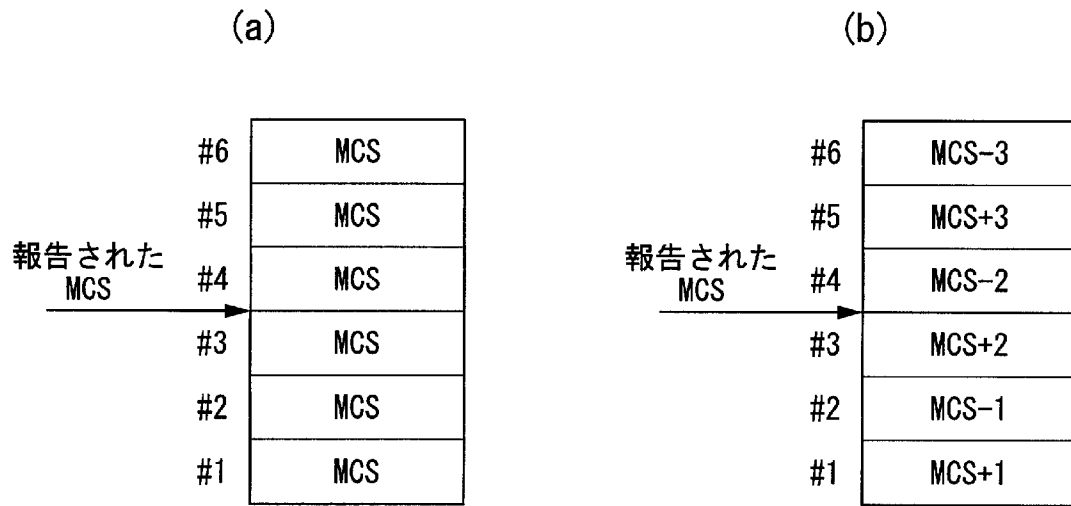 (a)
#6 MCS
#5 MCS
報告された
MCS
#4 MCS
#3 MCS
#2 MCS
#1 MCS
(b)
#6 MCS-3
#5 MCS+3
報告された
MCS
#4 MCS-2
#3 MCS+2
#2 MCS-1
#1 MCS+1